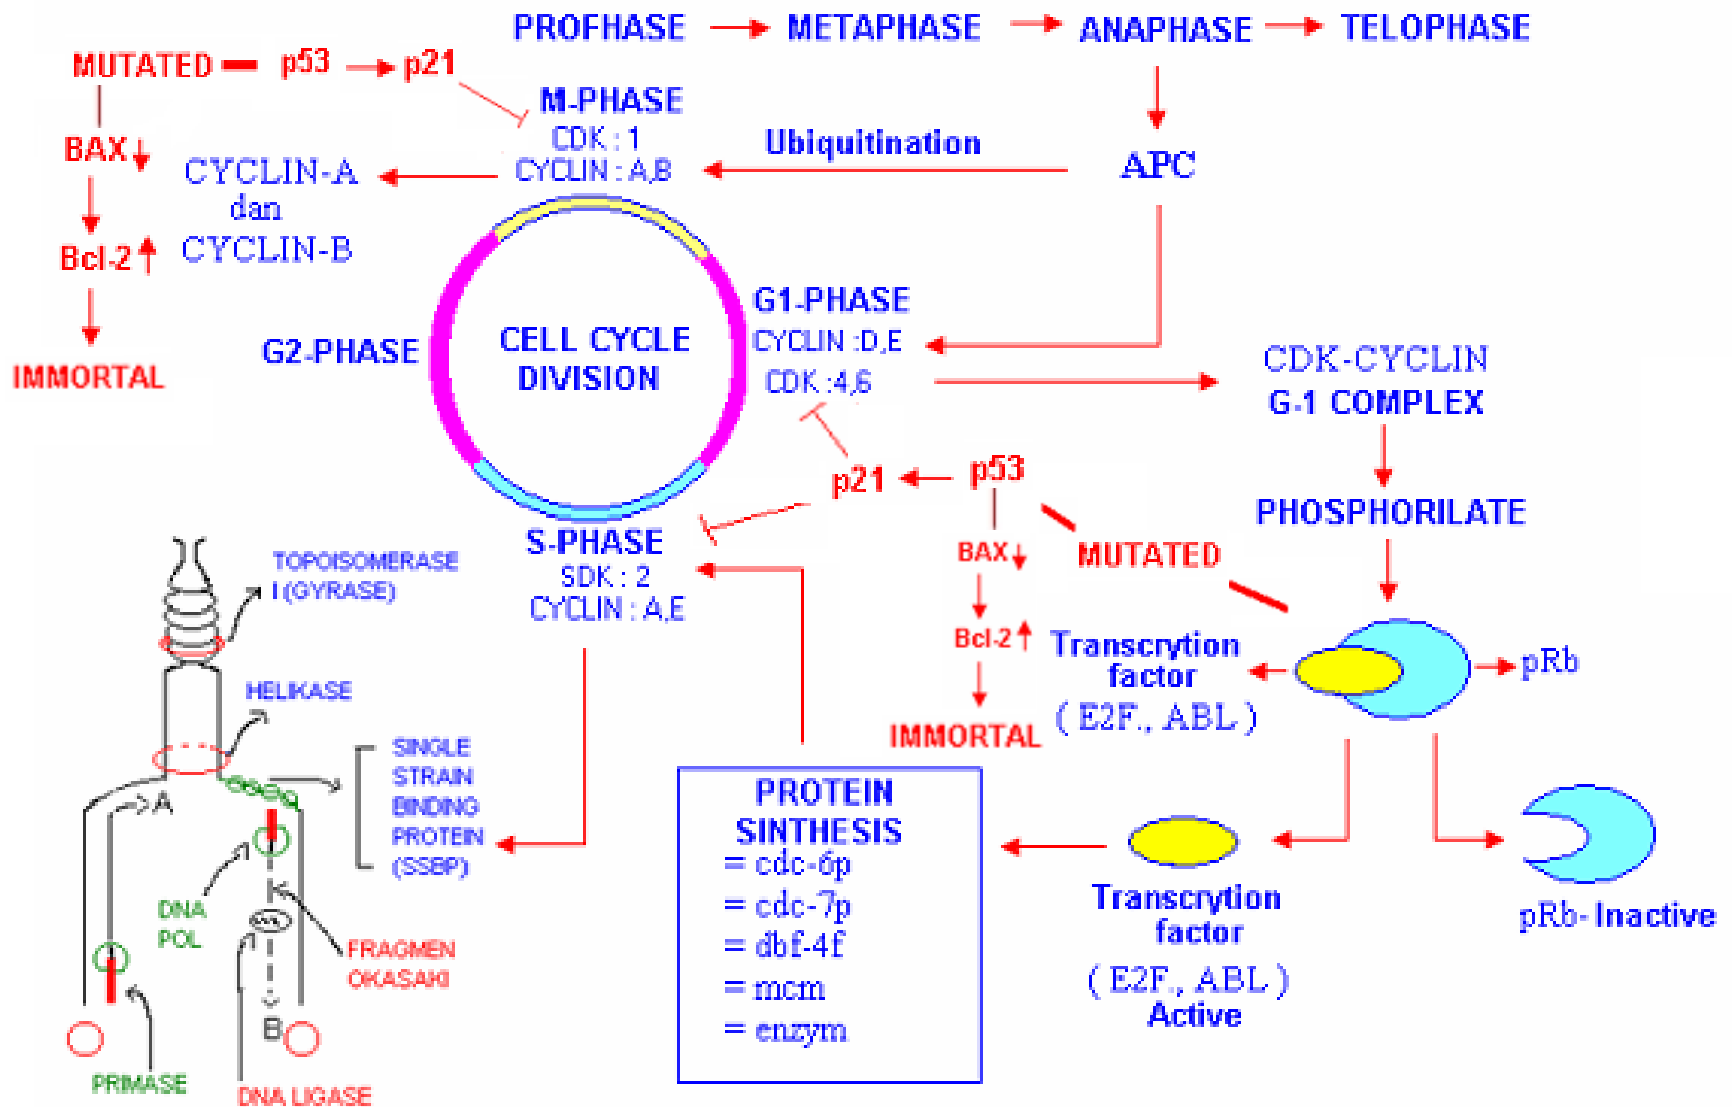 PROFHASE METAPHASE ANAPHASE TELOPHASE
MUTATED p53 p21
M-PHASE
CDK : 1
CYCLIN : A,B
Ubiquitination
APC
BAX
Bcl-2
IMMORTAL
CYCLIN-A
dan
CYCLIN-B
G2-PHASE
CELL CYCLE
DIVISION
G1-PHASE
CYCLIN :D,E
CDK :4,6
CDK-CYCLIN
G-1 COMPLEX
PHOSPHORILATE
p21
p53
MUTATED
BAX
Bcl-2
IMMORTAL
Transcrytion
factor
( E2F., ABL )
pRb
S-PHASE
SDK : 2
CYCLIN : A,E
TOPOISOMERASE
I (GYRASE)
HELIKASE
SINGLE
STRAIN
BINDING
PROTEIN
(SSBP)
A
DNA
POL
FRAGMEN
OKASAKI
B
PRIMASE
DNA LIGASE
PROTEIN
SINTHESIS
= cdc-6p
= cdc-7p
= dbf-4f
= mcm
= enzym
Transcrytion
factor
( E2F., ABL )
Active
pRb- Inactive